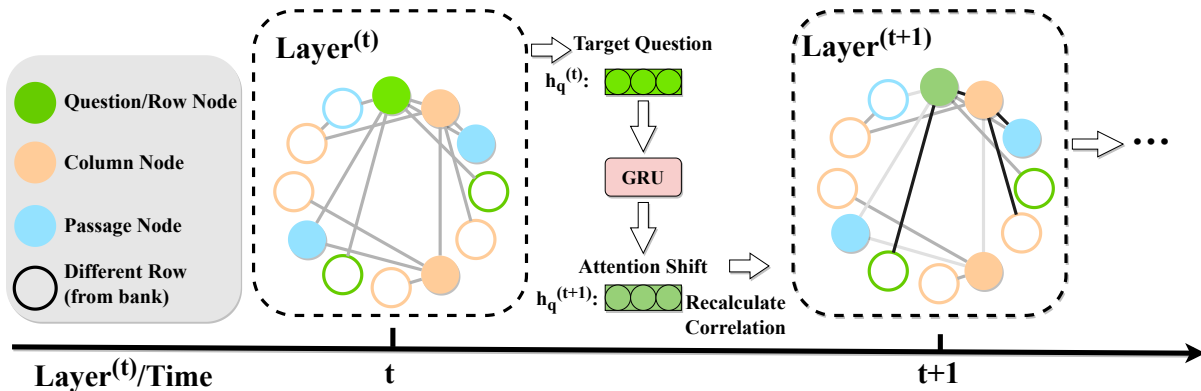 Question/Row Node
Column Node
Passage Node
Different Row
(from bank)
Layer(t)
Target Question
hq(t):
GRU
Attention Shift
hq(t+1):
Recalculate
Correlation
Layer(t+1)
...
Layer(t)/Time
t
t+1